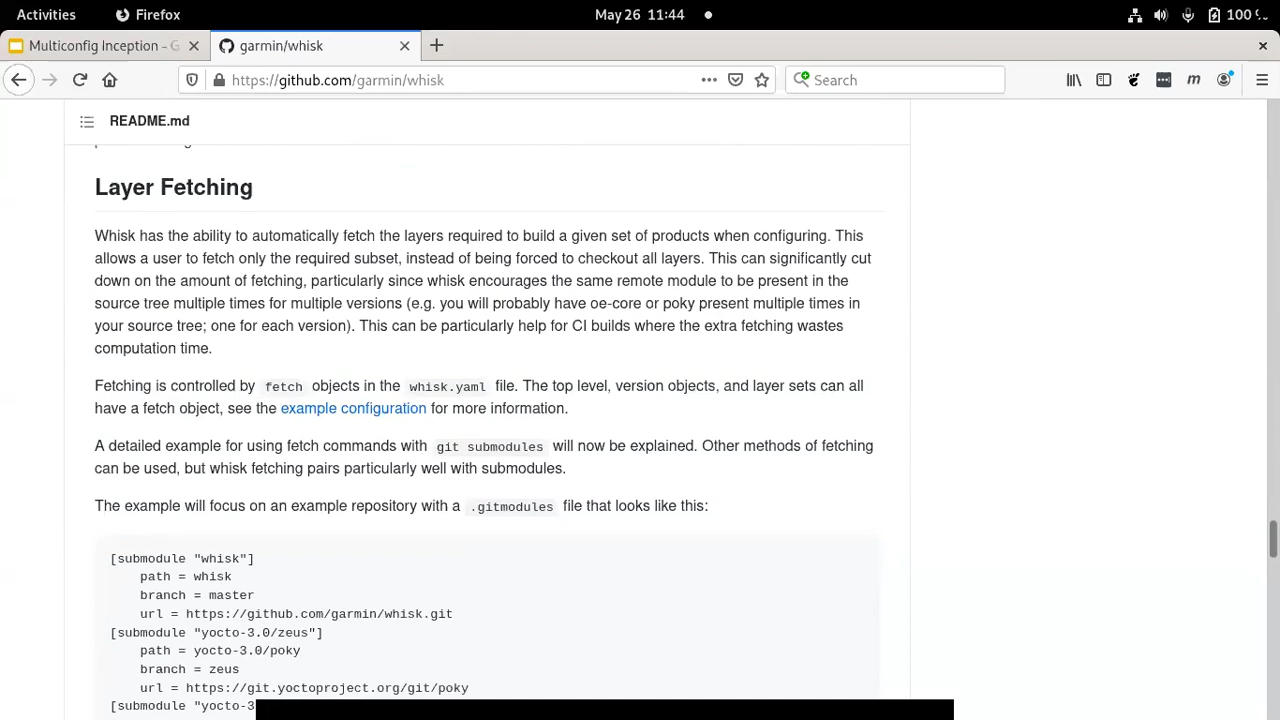 Activities
Firefox
May 26 11:44
100 %
Multiconfig Inception - G
garmin/whisk
https://github.com/garmin/whisk
Search
README.md
Layer Fetching
Whisk has the ability to automatically fetch the layers required to build a given set of products when configuring. This
allows a user to fetch only the required subset, instead of being forced to checkout all layers. This can significantly cut
down on the amount of fetching, particularly since whisk encourages the same remote module to be present in the
source tree multiple times for multiple versions (e.g. you will probably have oe-core or poky present multiple times in
your source tree; one for each version). This can be particularly help for CI builds where the extra fetching wastes
computation time.
Fetching is controlled by fetch objects in the whisk.yaml file. The top level, version objects, and layer sets can all
have a fetch object, see the example configuration for more information.
A detailed example for using fetch commands with git submodules will now be explained. Other methods of fetching
can be used, but whisk fetching pairs particularly well with submodules.
The example will focus on an example repository with a .gitmodules file that looks like this:
[submodule "whisk"]
path = whisk
branch = master
url = https://github.com/garmin/whisk.git
[submodule "yocto-3.0/zeus"]
path = yocto-3.0/poky
branch = zeus
url = https://git.yoctoproject.org/git/poky
[submodule "yocto-3